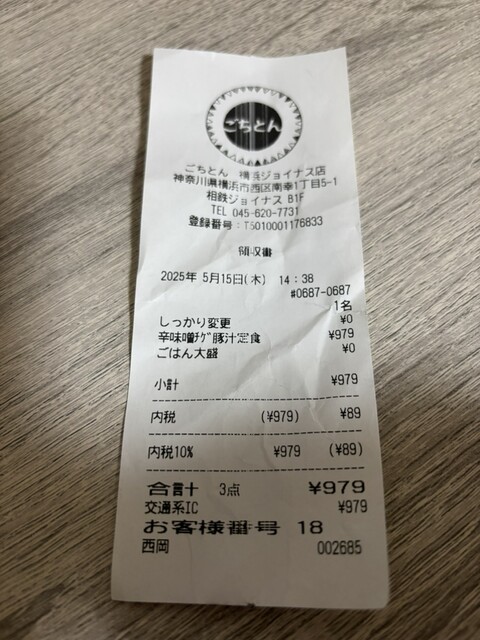 ごちとん
ごちとん 横浜ジョイナス店
神奈川県横浜市西区南幸1丁目5-1
相鉄ジョイナス B1F
TEL 045-620-7731
登録番号:T5010001176833
領収書
2025年 5月15日(木) 14:38
#0687-0687
1名
しっかり変更 ¥0
辛味噌ﾁｹﾞ豚汁定食 ¥979
ごはん大盛 ¥0
小計 ¥979
内税 (¥979) ¥89
内税10% ¥979 (¥89)
合計 3点 ¥979
交通系IC ¥979
お客様番号 18
西岡 002685